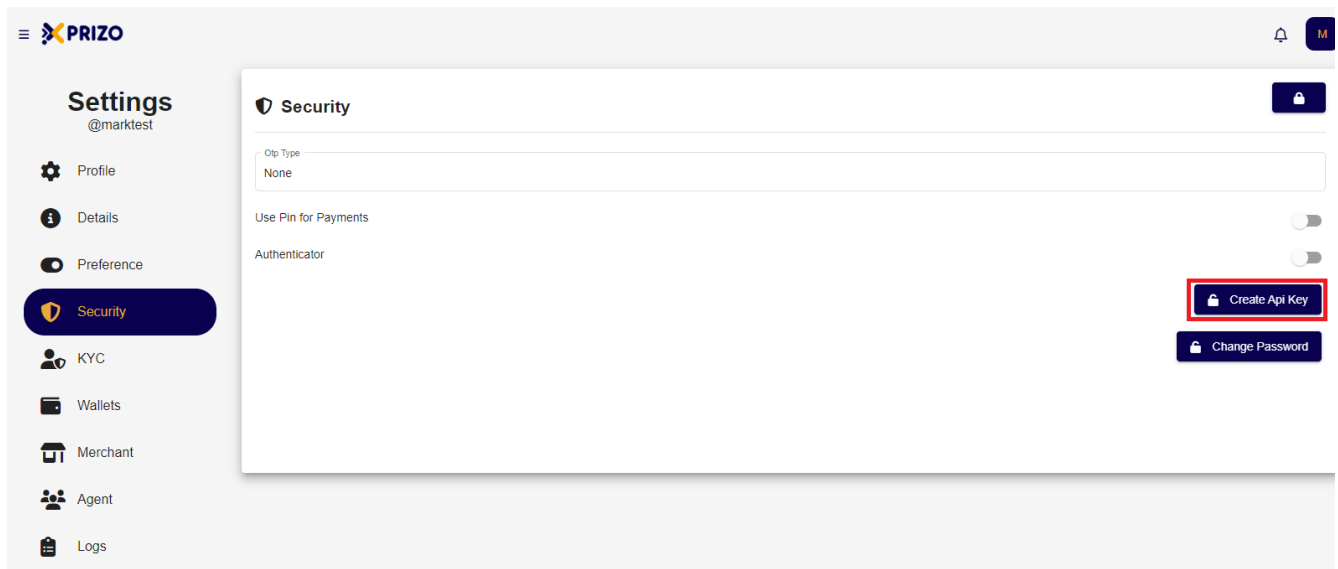 PRIZO
M
Settings
@marktest
Profile
Details
Preference
Security
KYC
Wallets
Merchant
Agent
Logs
Security
Otp Type
None
Use Pin for Payments
Authenticator
Create Api Key
Change Password